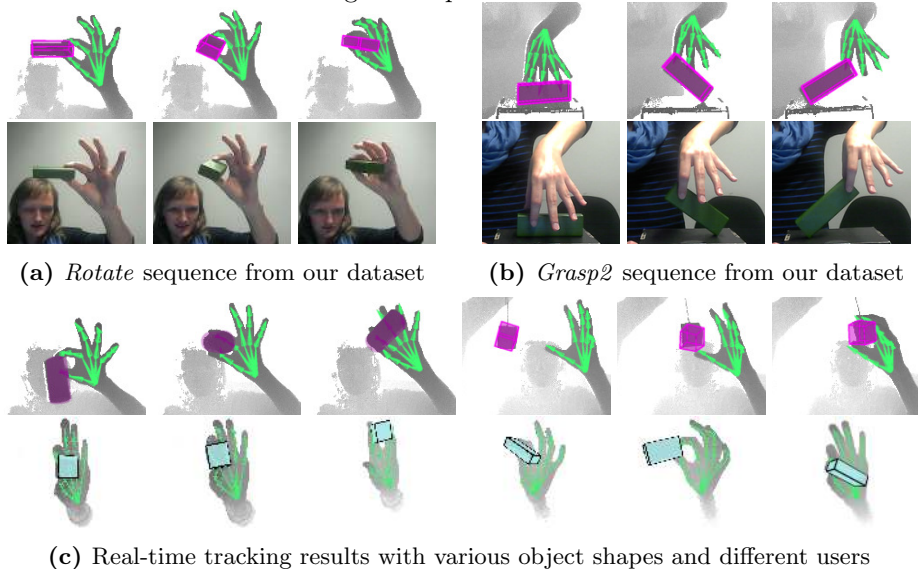 (a) Rotate sequence from our dataset
(b) Grasp2 sequence from our dataset
(c) Real-time tracking results with various object shapes and different users